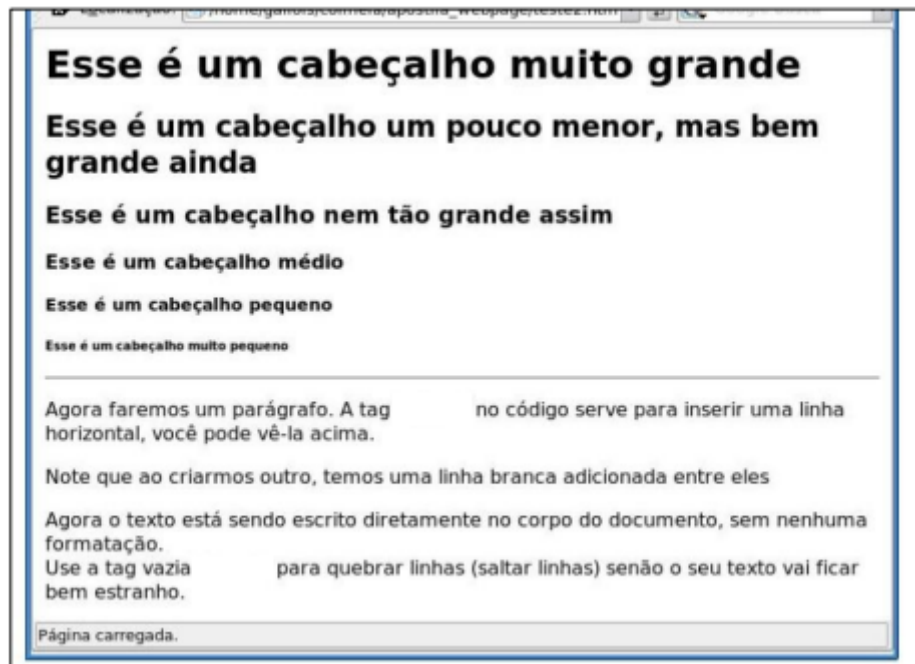 Esse é um cabeçalho muito grande
Esse é um cabeçalho um pouco menor, mas bem
grande ainda
Esse é um cabeçalho nem tão grande assim
Esse é um cabeçalho médio
Esse é um cabeçalho pequeno
Esse é um cabeçalho muito pequeno
Agora faremos um parágrafo. A tag no código serve para inserir uma linha
horizontal, você pode vê-la acima.
Note que ao criarmos outro, temos uma linha branca adicionada entre eles
Agora o texto está sendo escrito diretamente no corpo do documento, sem nenhuma
formatação.
Use a tag vazia para quebrar linhas (saltar linhas) senão o seu texto vai ficar
bem estranho.
Página carregada.